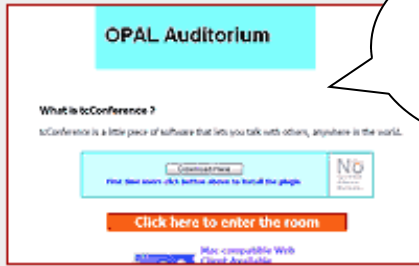 OPAL Auditorium
What is tcConference ?
tcConference is a little piece of software that lets you talk with others, anywhere in the world.
Download Here
First time users click button above to install the plugin
No
Click here to enter the room
Mac compatible Web
Client Available